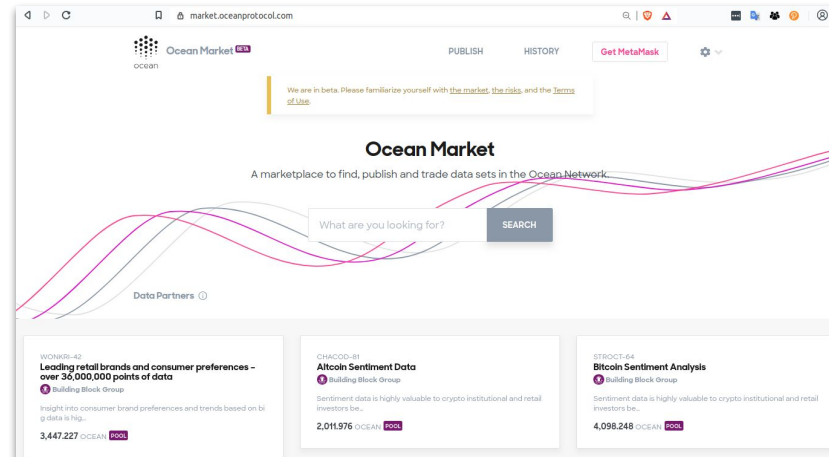 market.oceanprotocol.com
ocean
Ocean Market BETA
PUBLISH
HISTORY
Get MetaMask
We are in beta. Please familiarize yourself with the market, the risks, and the Terms
of Use.
Ocean Market
A marketplace to find, publish and trade data sets in the Ocean Network.
What are you looking for?
SEARCH
Data Partners
WONKRI-42
Leading retail brands and consumer preferences –
over 36,000,000 points of data
Building Block Group
Insight into consumer brand preferences and trends based on bi
g data is hig...
3,447.227 OCEAN POOL
CHACOD-81
Altcoin Sentiment Data
Building Block Group
Sentiment data is highly valuable to crypto institutional and retail
investors be...
2,011.976 OCEAN POOL
STROCT-64
Bitcoin Sentiment Analysis
Building Block Group
Sentiment data is highly valuable to crypto institutional and retail
investors be...
4,098.248 OCEAN POOL